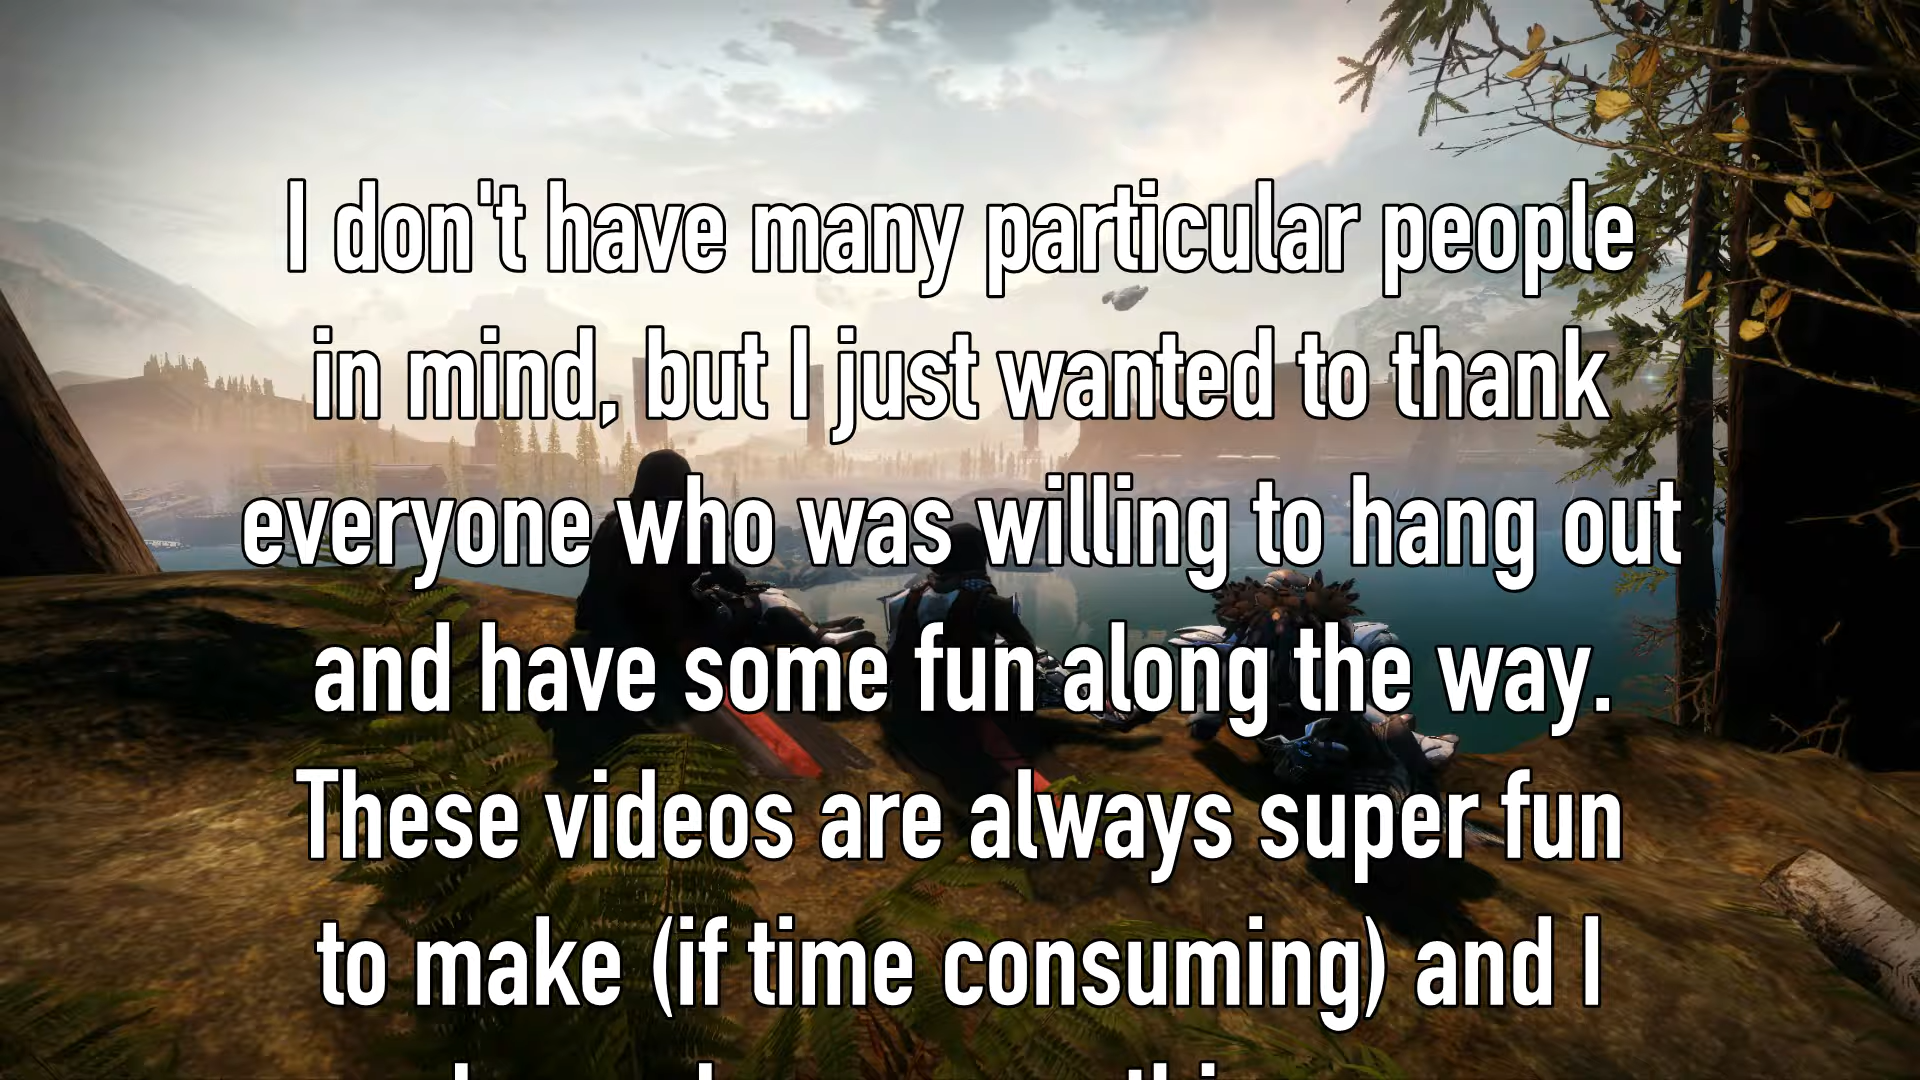 I don't have many particular people
in mind, but I just wanted to thank
everyone who was willing to hang out
and have some fun along the way.
These videos are always super fun
to make (if time consuming) and I